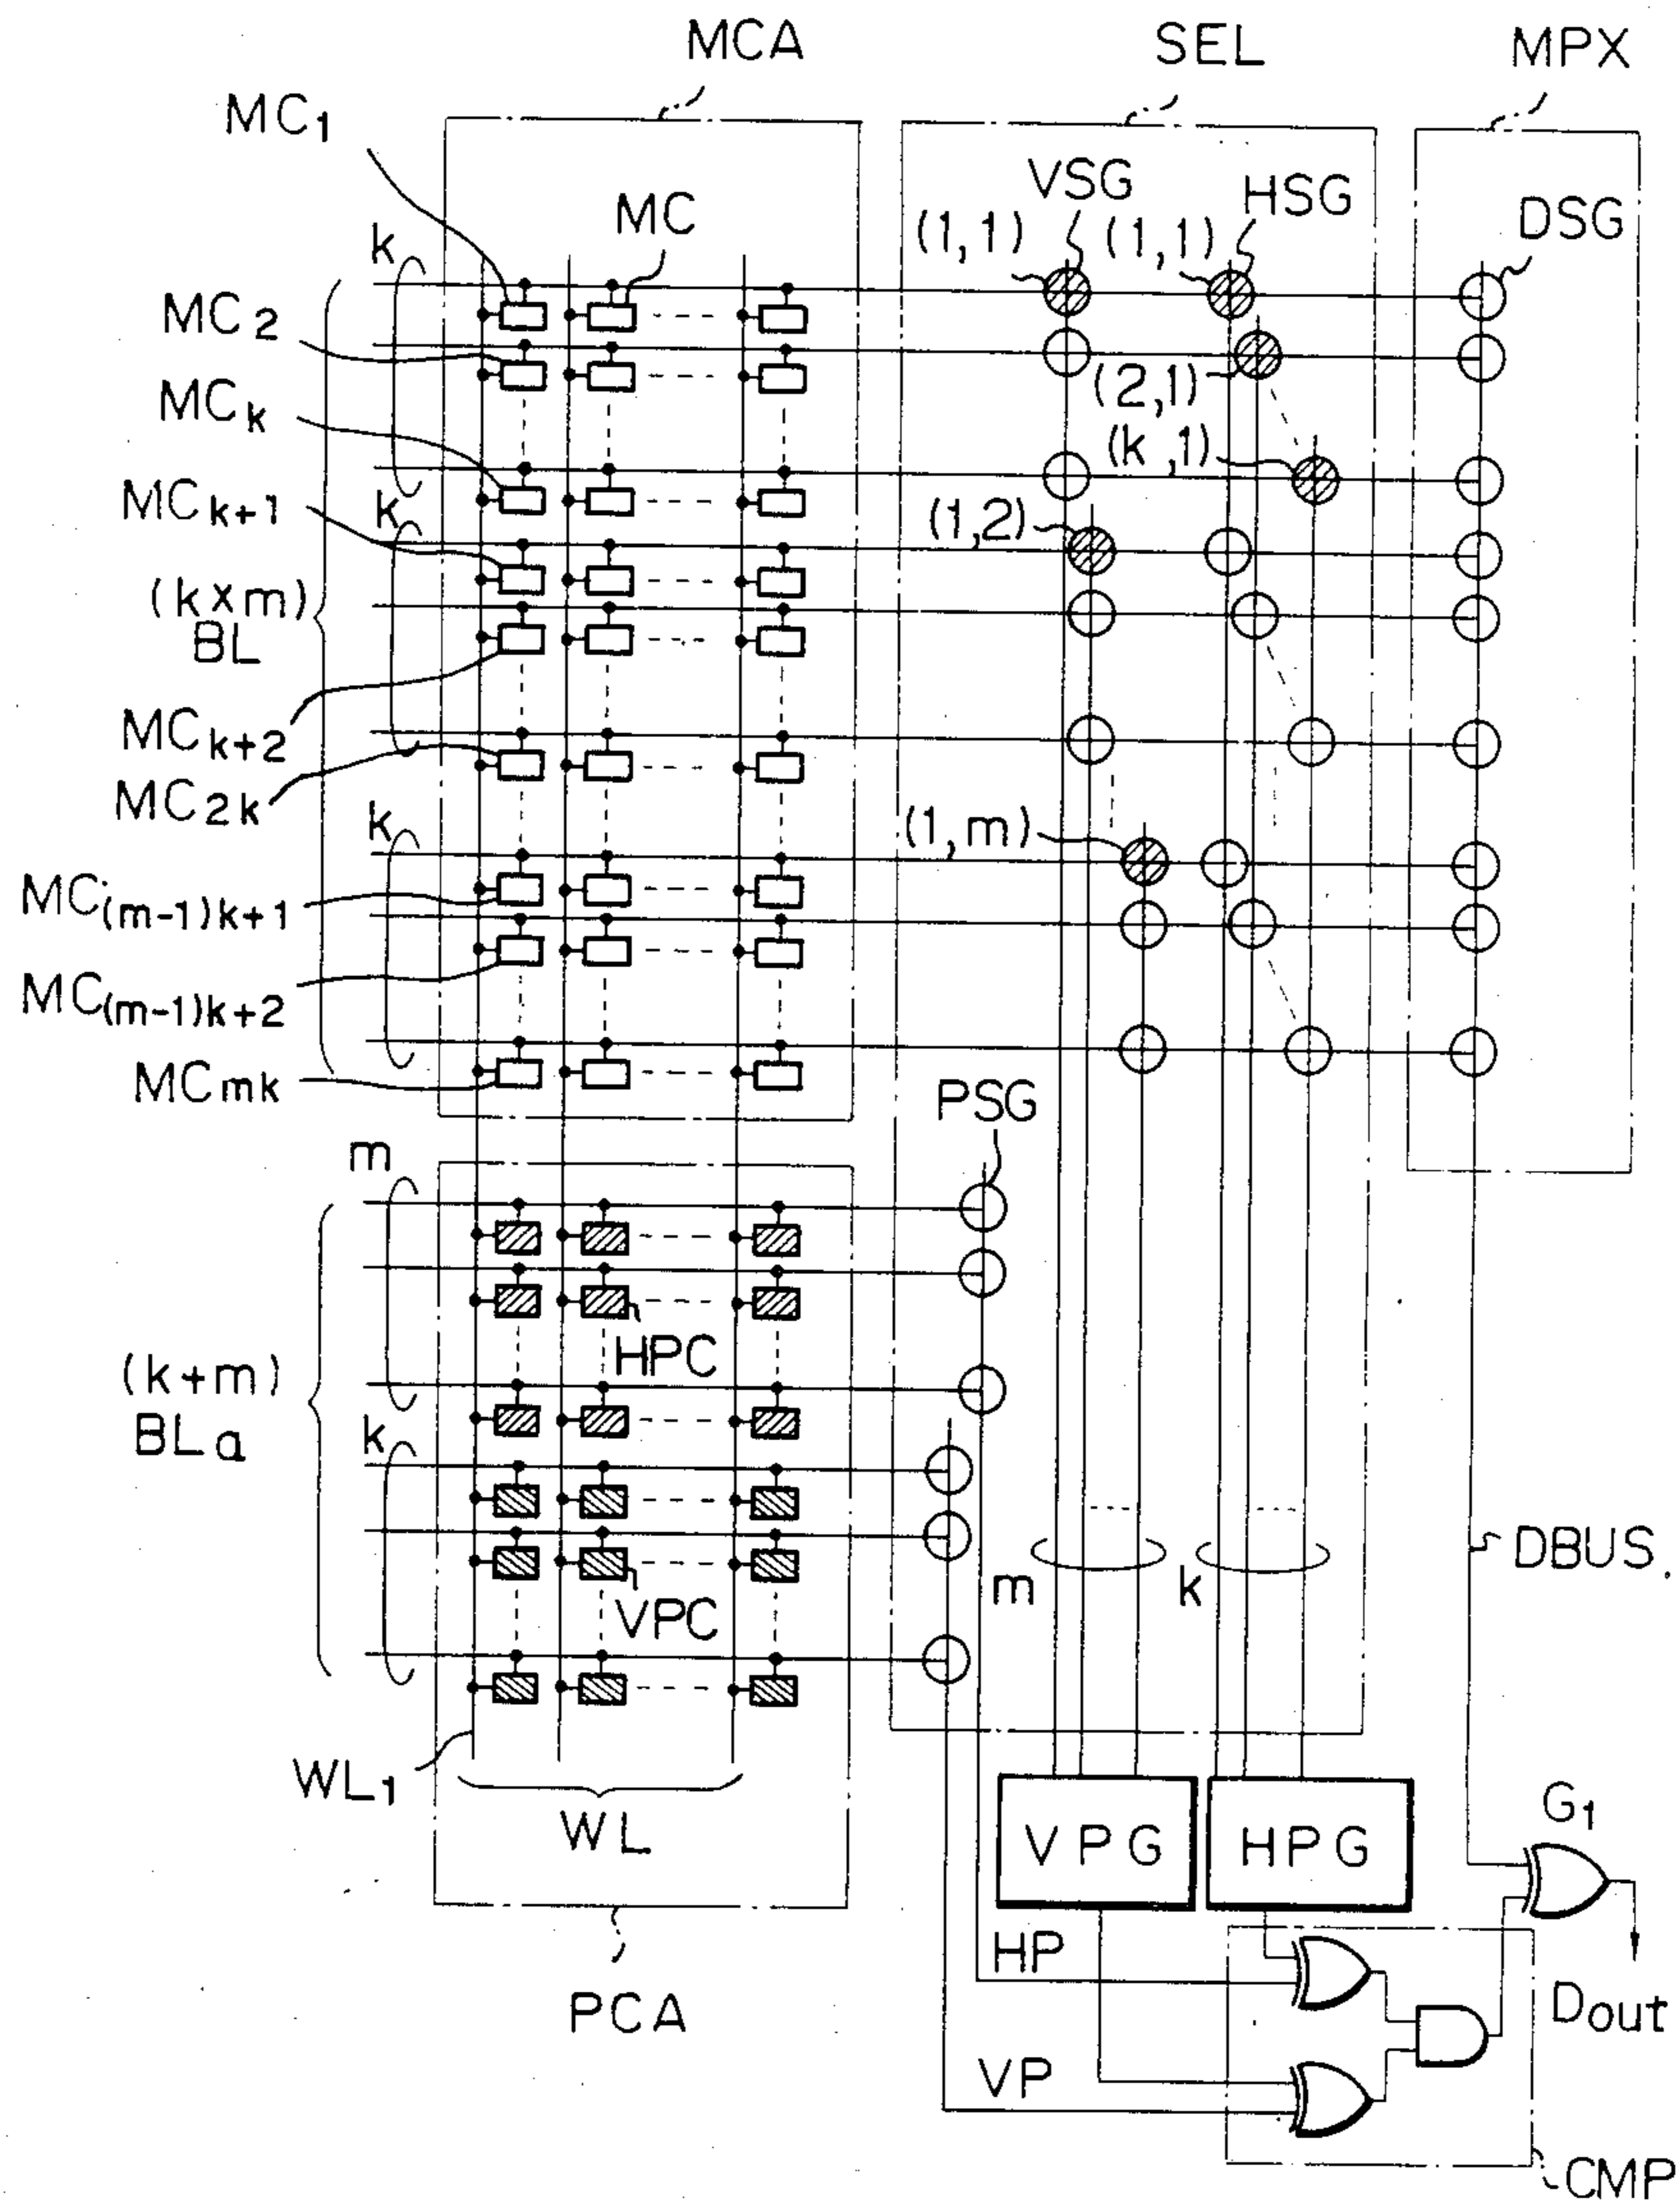 MCA
SEL
MPX
MC1
MC
VSG
HSG
DSG
(1,1)
(1,1)
k
MC2
(2,1)
MCk
(k,1)
k
MCk+1
(1,2)
(k×m)
BL
MCk+2
MC2k
k
(1,m)
MC(m-1)k+1
MC(m-1)k+2
MCmk
PSG
m
HPC
(k+m)
BLa
k
DBUS
m
k
VPC
WL1
WL
VPG
HPG
G1
HP
Dout
PCA
VP
CMP